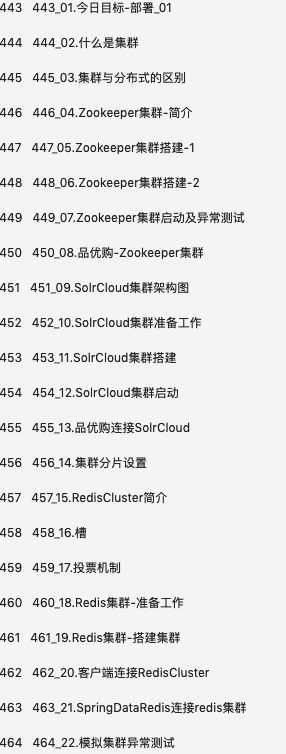 443 443_01.今日目标-部署_01
444 444_02.什么是集群
445 445_03.集群与分布式的区别
446 446_04.Zookeeper集群-简介
447 447_05.Zookeeper集群搭建-1
448 448_06.Zookeeper集群搭建-2
449 449_07.Zookeeper集群启动及异常测试
450 450_08.品优购-Zookeeper集群
451 451_09.SolrCloud集群架构图
452 452_10.SolrCloud集群准备工作
453 453_11.SolrCloud集群搭建
454 454_12.SolrCloud集群启动
455 455_13.品优购连接SolrCloud
456 456_14.集群分片设置
457 457_15.RedisCluster简介
458 458_16.槽
459 459_17.投票机制
460 460_18.Redis集群-准备工作
461 461_19.Redis集群-搭建集群
462 462_20.客户端连接RedisCluster
463 463_21.SpringDataRedis连接redis集群
464 464_22.模拟集群异常测试